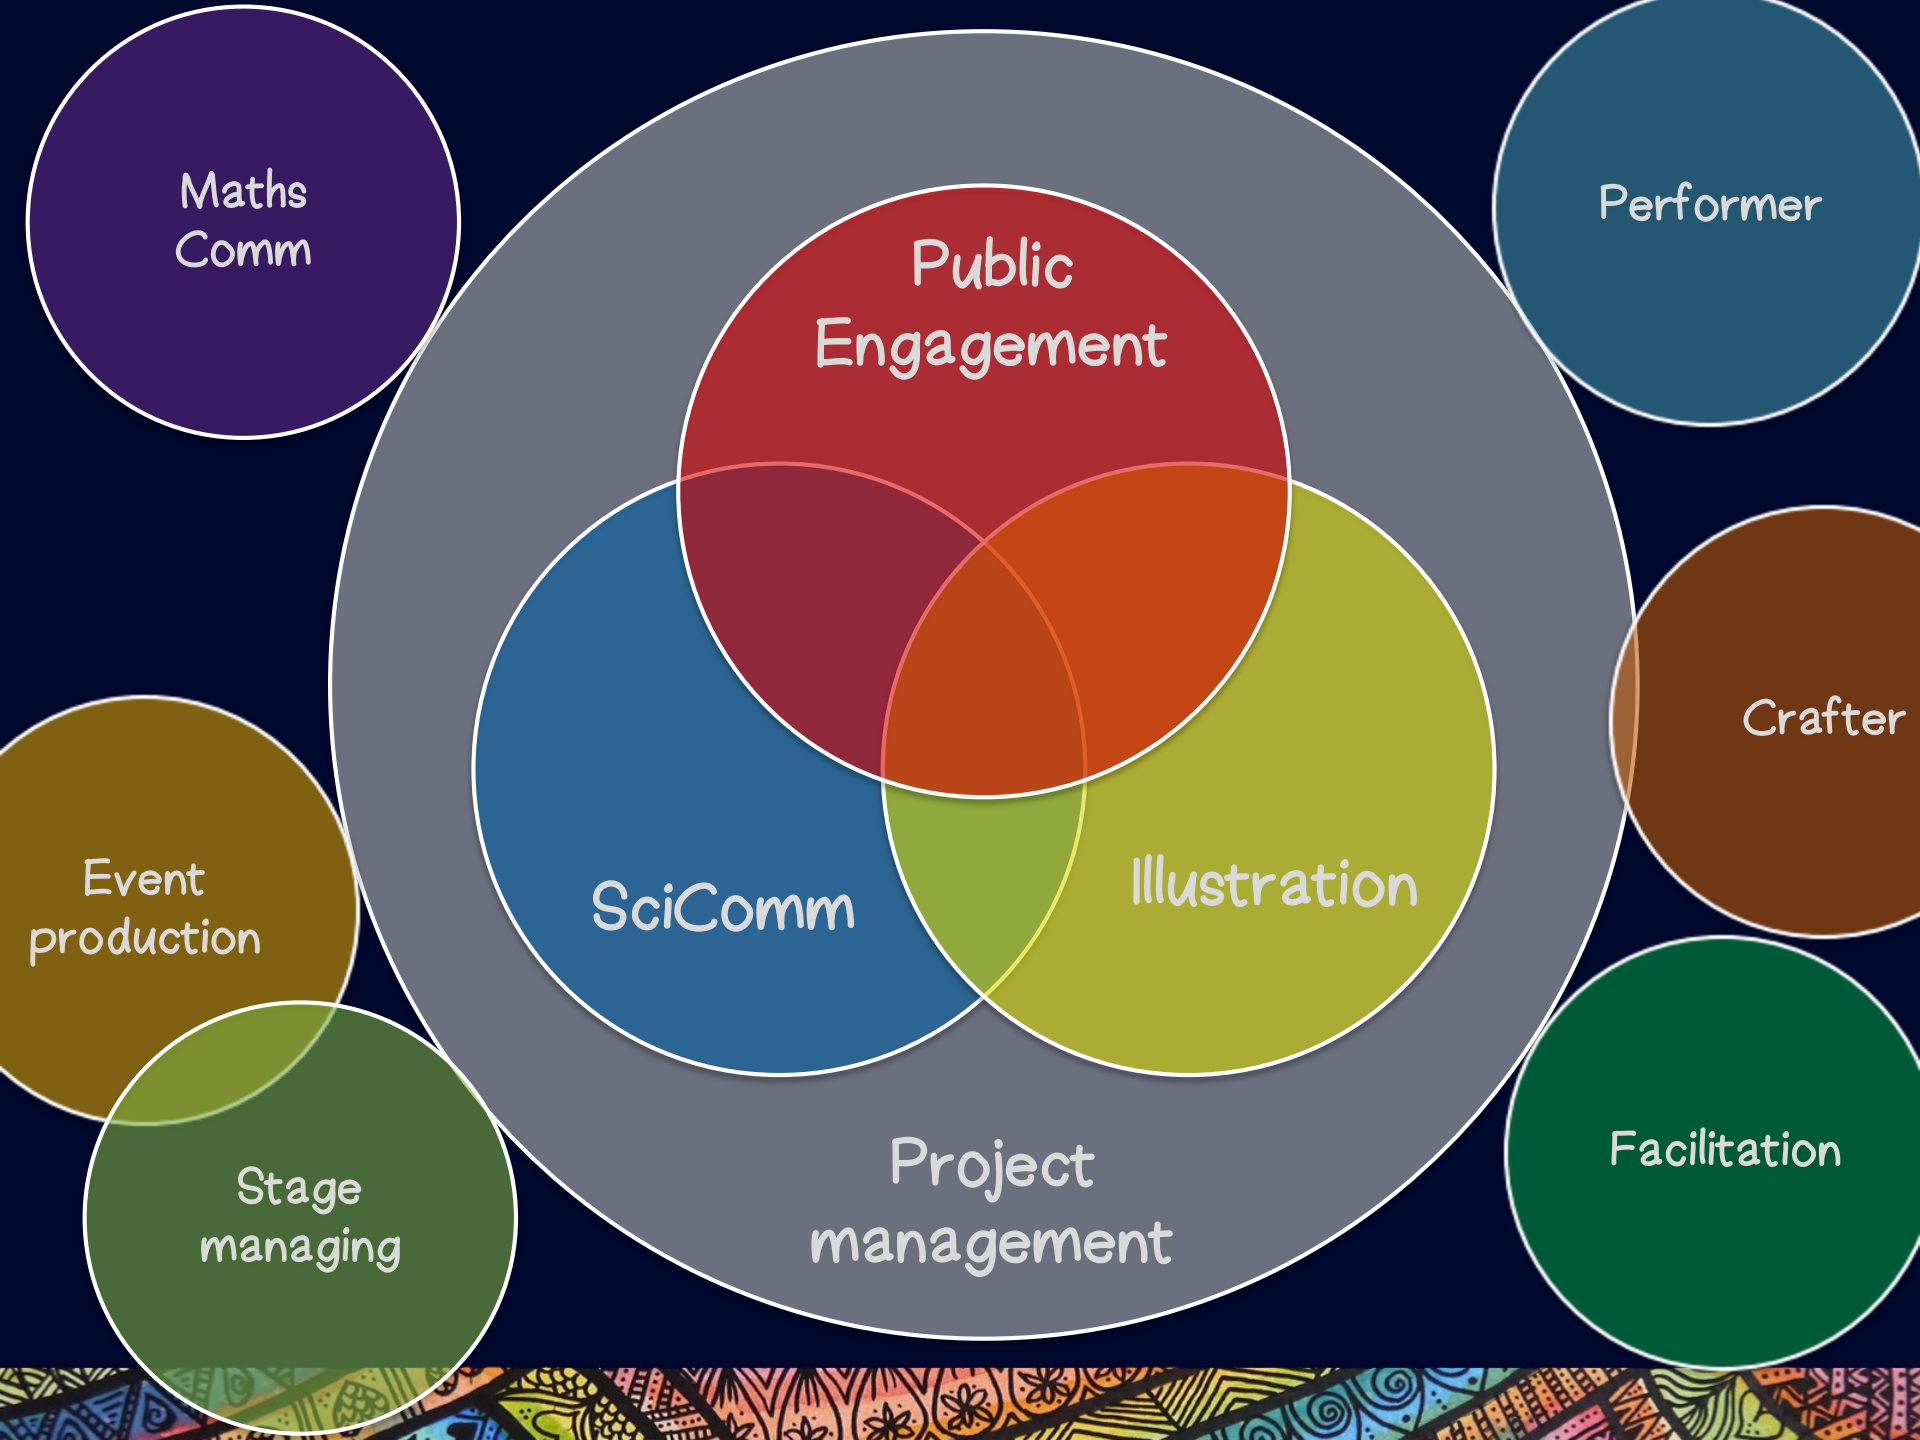 Maths
Comm
Performer
Public
Engagement
Crafter
Event
production
SciComm
Illustration
Stage
managing
Project
management
Facilitation